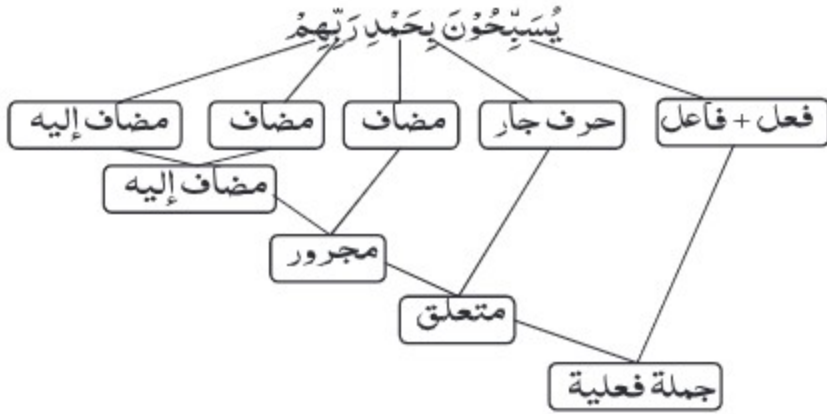 يُسَبِّحُوْنَ بِحَمْدِ رَبِّهِمْ
فعل + فاعل
حرف جار
مضاف
مضاف
مضاف إليه
مضاف إليه
مجرور
متعلق
جملة فعلية